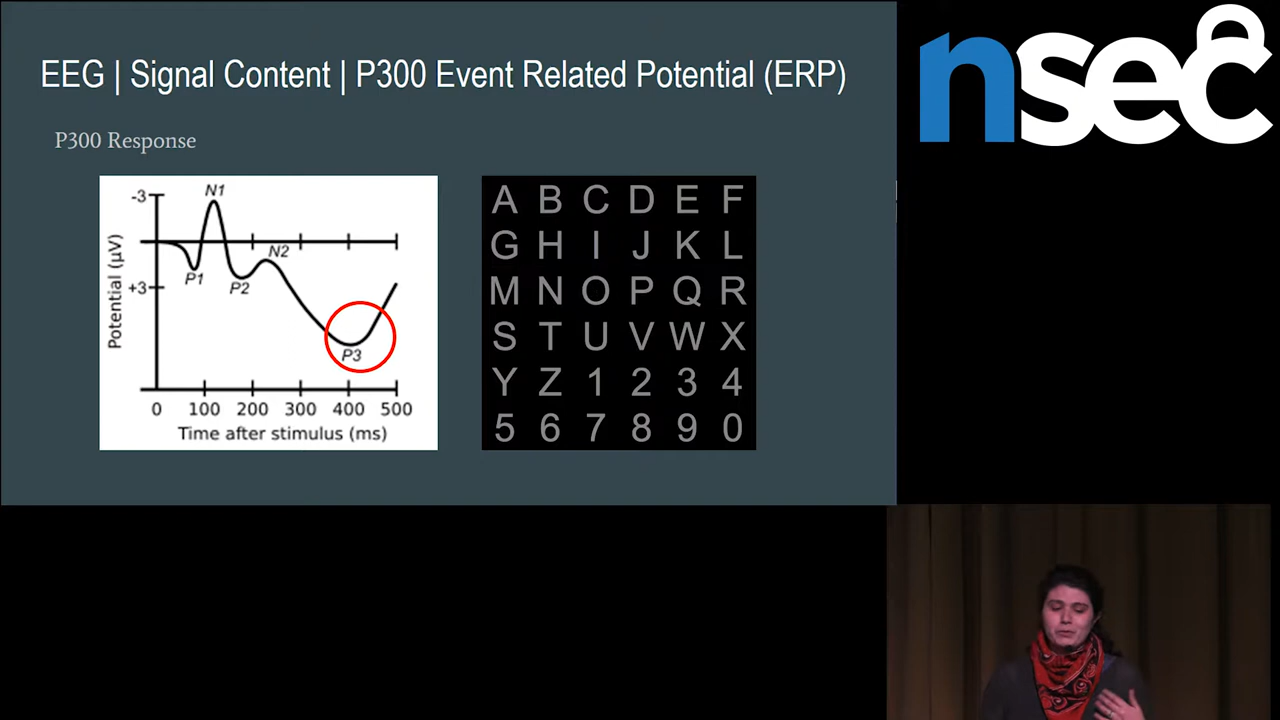 EEG | Signal Content | P300 Event Related Potential (ERP)
nsec
P300 Response
-3
N1
N2
P1
P2
+3
P3
Potential (µV)
0 100 200 300 400 500
Time after stimulus (ms)
A B C D E F
G H I J K L
M N O P Q R
S T U V W X
Y Z 1 2 3 4
5 6 7 8 9 0